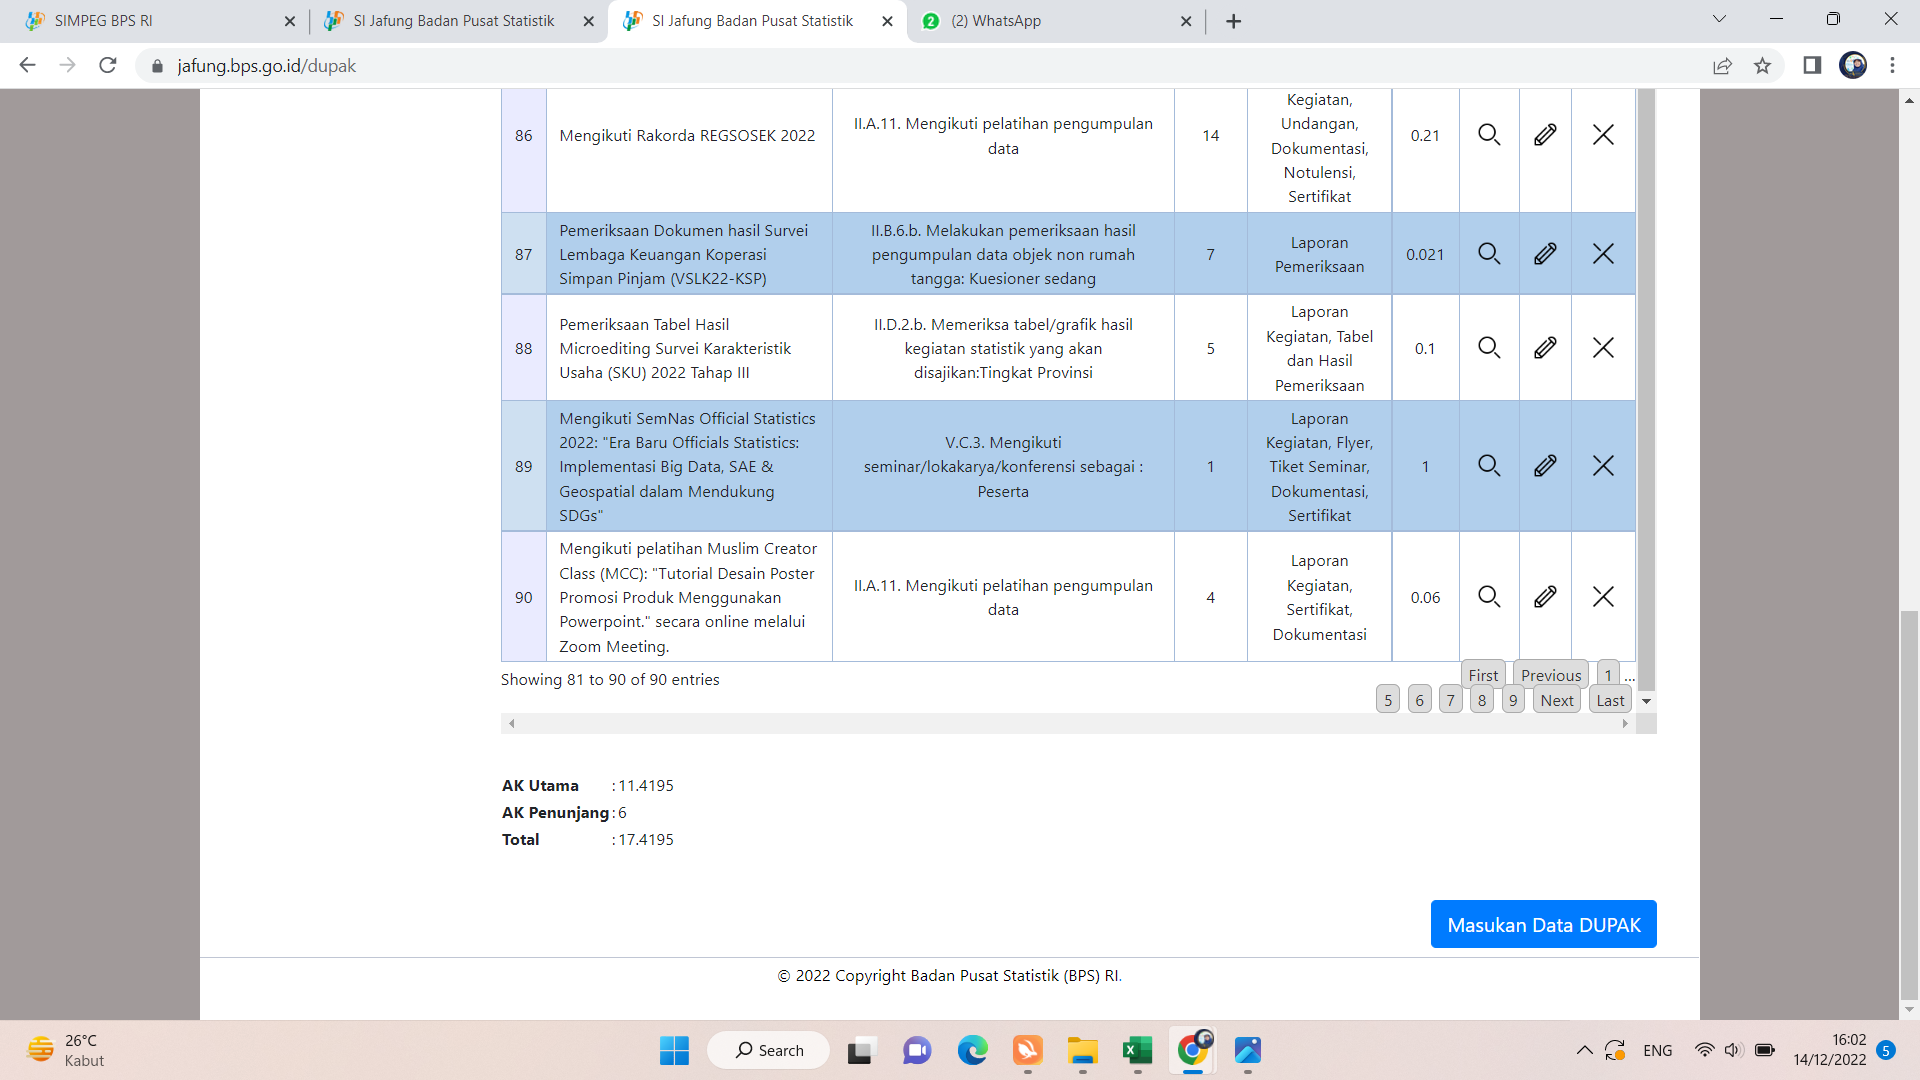 SIMPEG BPS RI
SI Jafung Badan Pusat Statistik
SI Jafung Badan Pusat Statistik
2
(2) WhatsApp
jafung.bps.go.id/dupak
86
Mengikuti Rakorda REGSOSEK 2022
II.A.11. Mengikuti pelatihan pengumpulan
data
14
Kegiatan,
Undangan,
Dokumentasi,
Notulensi,
Sertifikat
0.21
87
Pemeriksaan Dokumen hasil Survei
Lembaga Keuangan Koperasi
Simpan Pinjam (VSLK22-KSP)
II.B.6.b. Melakukan pemeriksaan hasil
pengumpulan data objek non rumah
tangga: Kuesioner sedang
7
Laporan
Pemeriksaan
0.021
88
Pemeriksaan Tabel Hasil
Microediting Survei Karakteristik
Usaha (SKU) 2022 Tahap III
II.D.2.b. Memeriksa tabel/grafik hasil
kegiatan statistik yang akan
disajikan:Tingkat Provinsi
5
Laporan
Kegiatan, Tabel
dan Hasil
Pemeriksaan
0.1
89
Mengikuti SemNas Official Statistics
2022: "Era Baru Officials Statistics:
Implementasi Big Data, SAE &
Geospatial dalam Mendukung
SDGs"
V.C.3. Mengikuti
seminar/lokakarya/konferensi sebagai :
Peserta
1
Laporan
Kegiatan, Flyer,
Tiket Seminar,
Dokumentasi,
Sertifikat
1
90
Mengikuti pelatihan Muslim Creator
Class (MCC): "Tutorial Desain Poster
Promosi Produk Menggunakan
Powerpoint." secara online melalui
Zoom Meeting.
II.A.11. Mengikuti pelatihan pengumpulan
data
4
Laporan
Kegiatan,
Sertifikat,
Dokumentasi
0.06
Showing 81 to 90 of 90 entries
First Previous 1 ...
5 6 7 8 9 Next Last
AK Utama : 11.4195
AK Penunjang : 6
Total : 17.4195
Masukan Data DUPAK
© 2022 Copyright Badan Pusat Statistik (BPS) RI.
26°C
Kabut
Search
ENG
16:02
14/12/2022
5